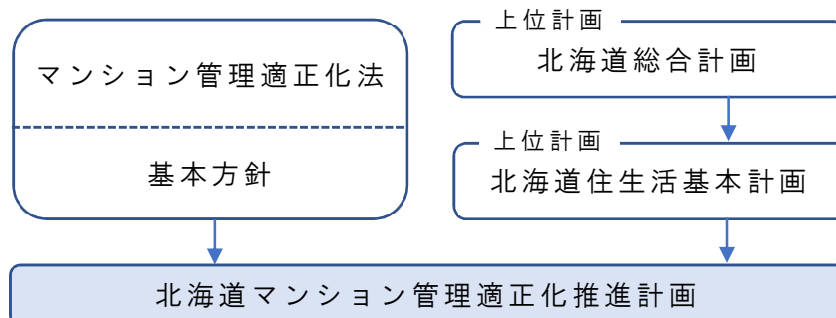 マンション管理適正化法
基本方針
上位計画
北海道総合計画
上位計画
北海道住生活基本計画
北海道マンション管理適正化推進計画